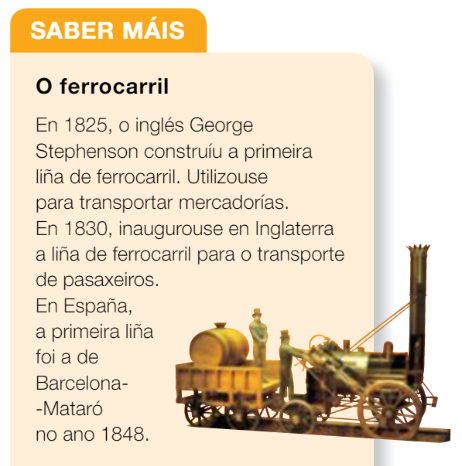 SABER MÁIS
O ferrocarril
En 1825, o inglés George
Stephenson construíu a primeira
liña de ferrocarril. Utilizouse
para transportar mercadorías.
En 1830, inaugurouse en Inglaterra
a liña de ferrocarril para o transporte
de pasaxeiros.
En España,
a primeira liña
foi a de
Barcelona-
-Mataró
no ano 1848.